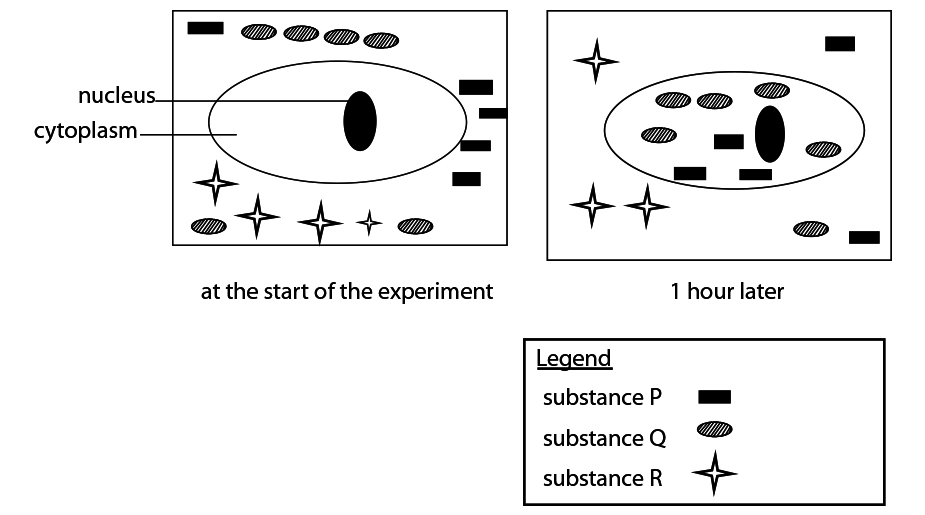 nucleus
cytoplasm
at the start of the experiment
1 hour later
Legend
substance P
substance Q
substance R